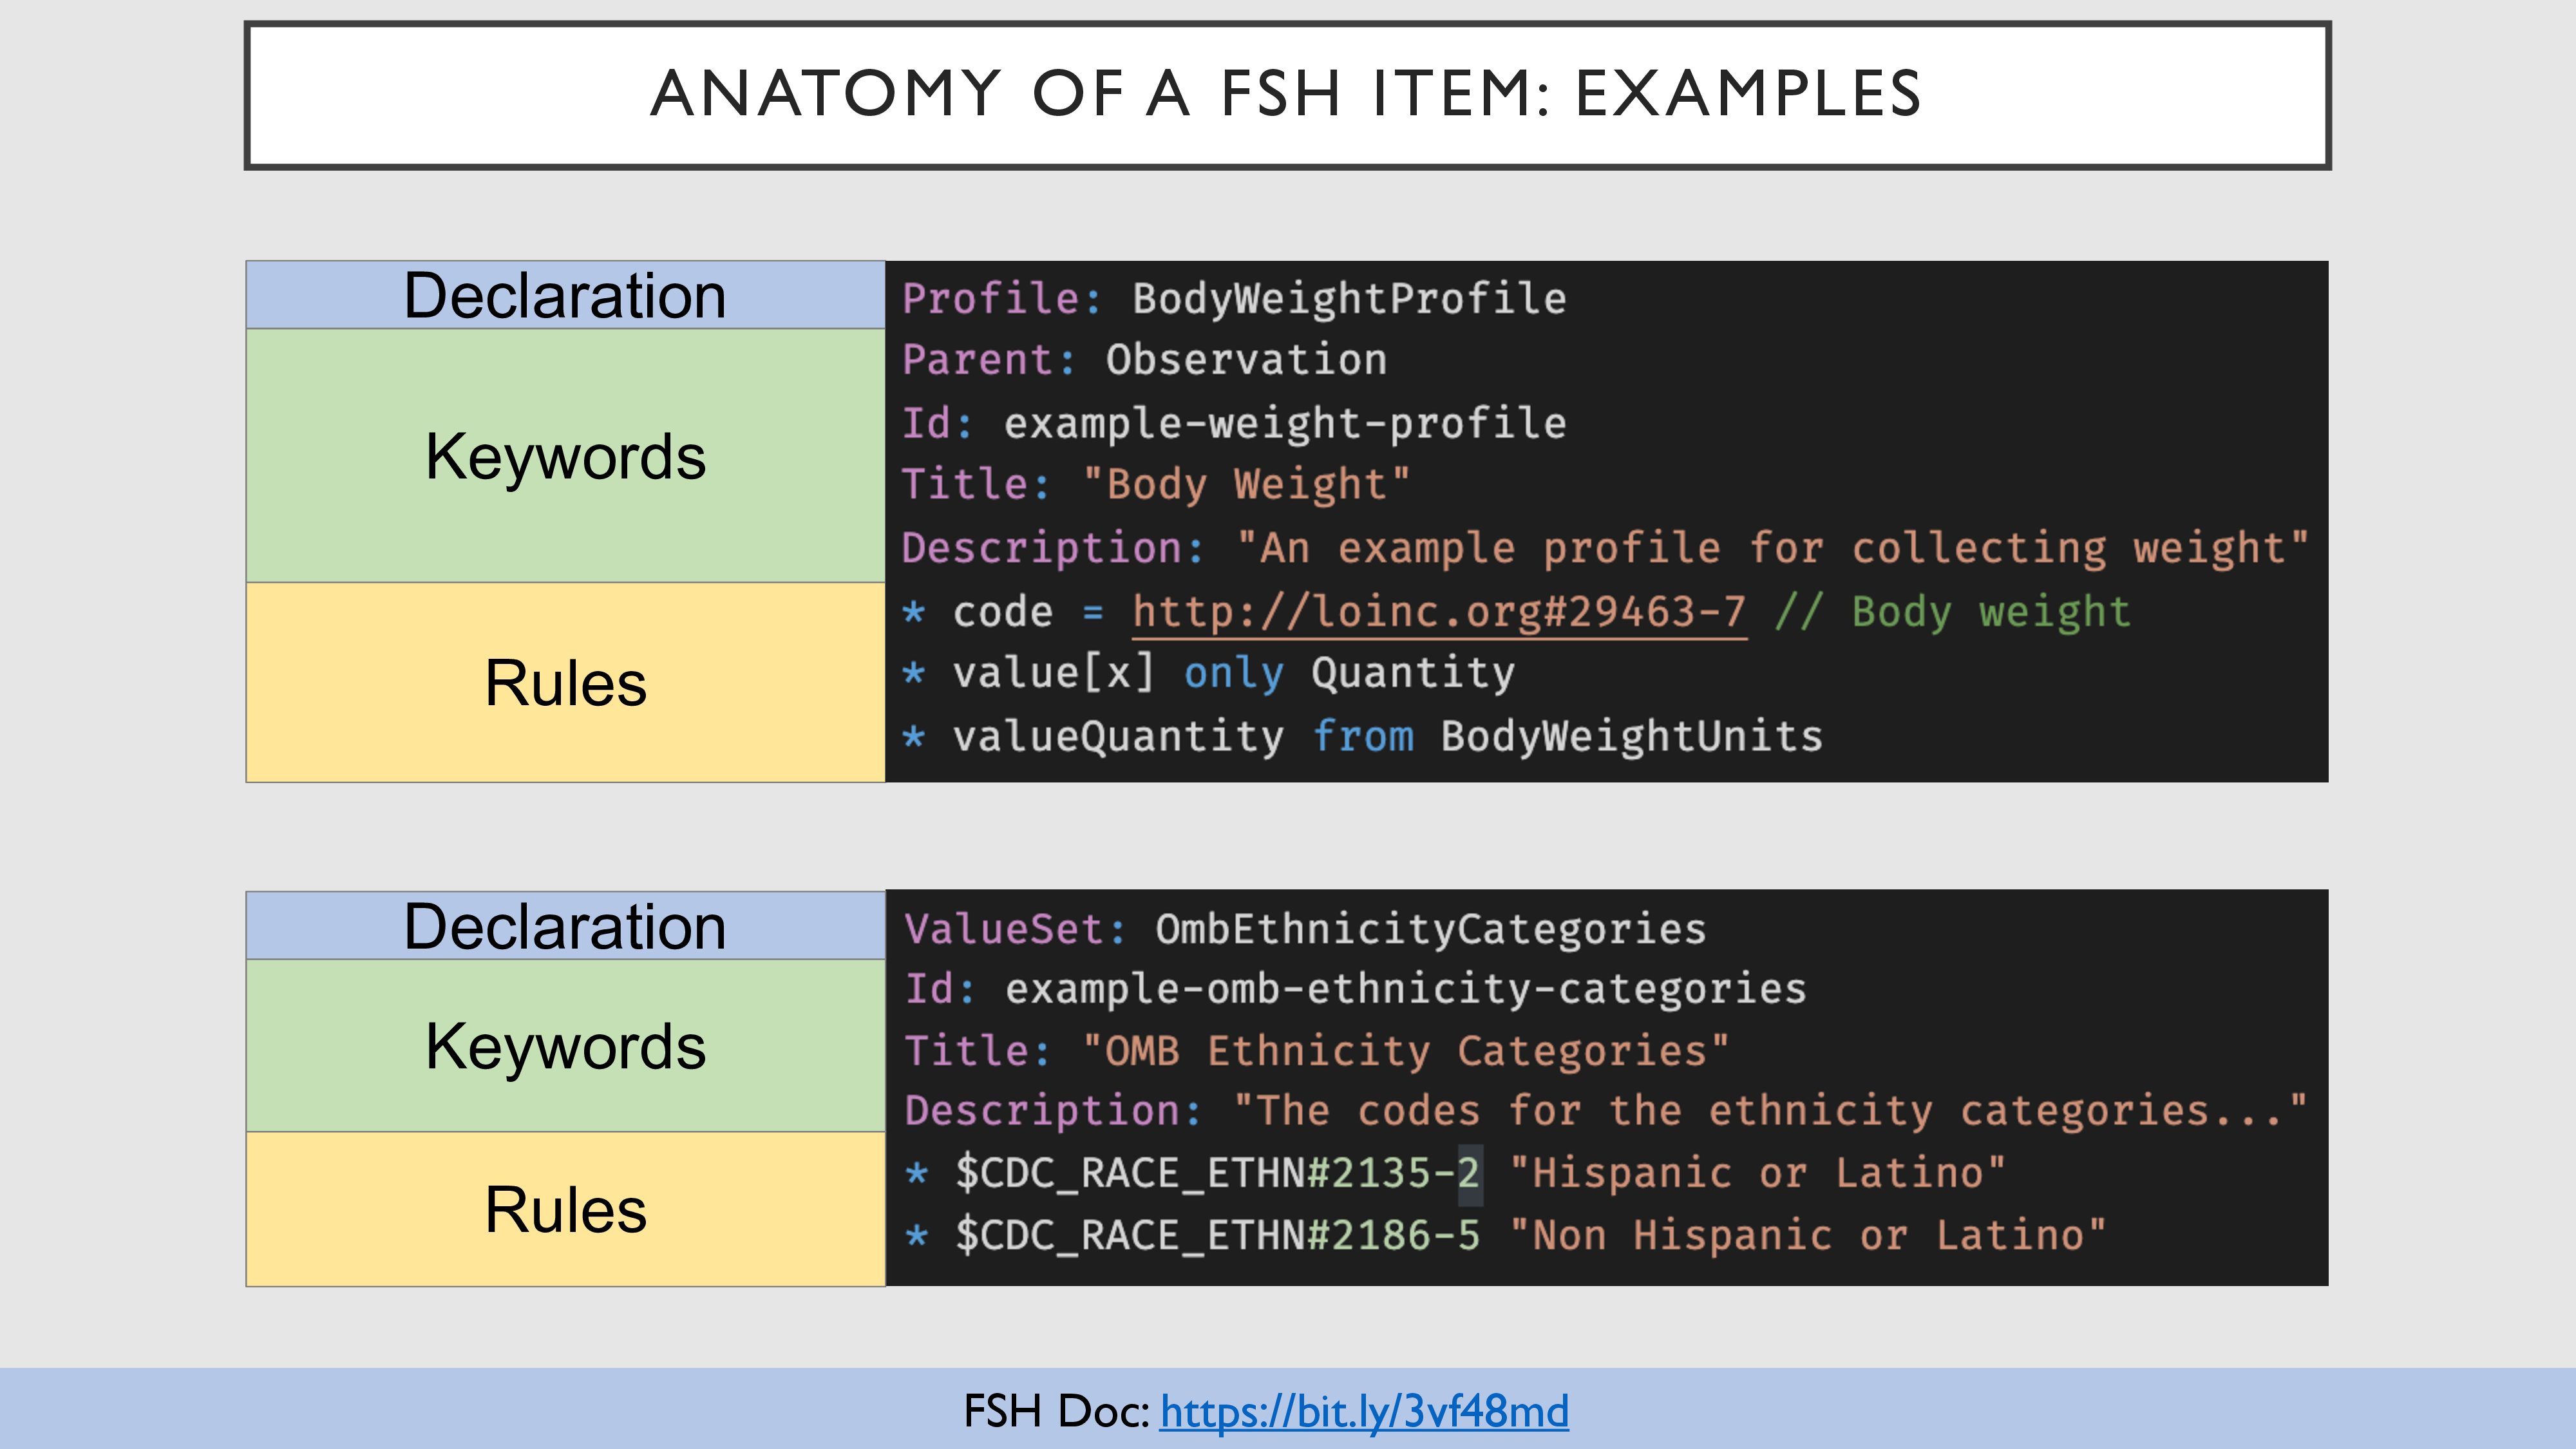 ANATOMY OF A FSH ITEM: EXAMPLES
Declaration
Keywords
Rules
Profile: BodyWeightProfile
Parent: Observation
Id: example-weight-profile
Title: "Body Weight"
Description: "An example profile for collecting weight"
* code = http://loinc.org#29463-7 // Body weight
* value[x] only Quantity
* valueQuantity from BodyWeightUnits
Declaration
Keywords
Rules
ValueSet: OmbEthnicityCategories
Id: example-omb-ethnicity-categories
Title: "OMB Ethnicity Categories"
Description: "The codes for the ethnicity categories..."
* $CDC_RACE_ETHN#2135-2 "Hispanic or Latino"
* $CDC_RACE_ETHN#2186-5 "Non Hispanic or Latino"
FSH Doc: https://bit.ly/3vf48md